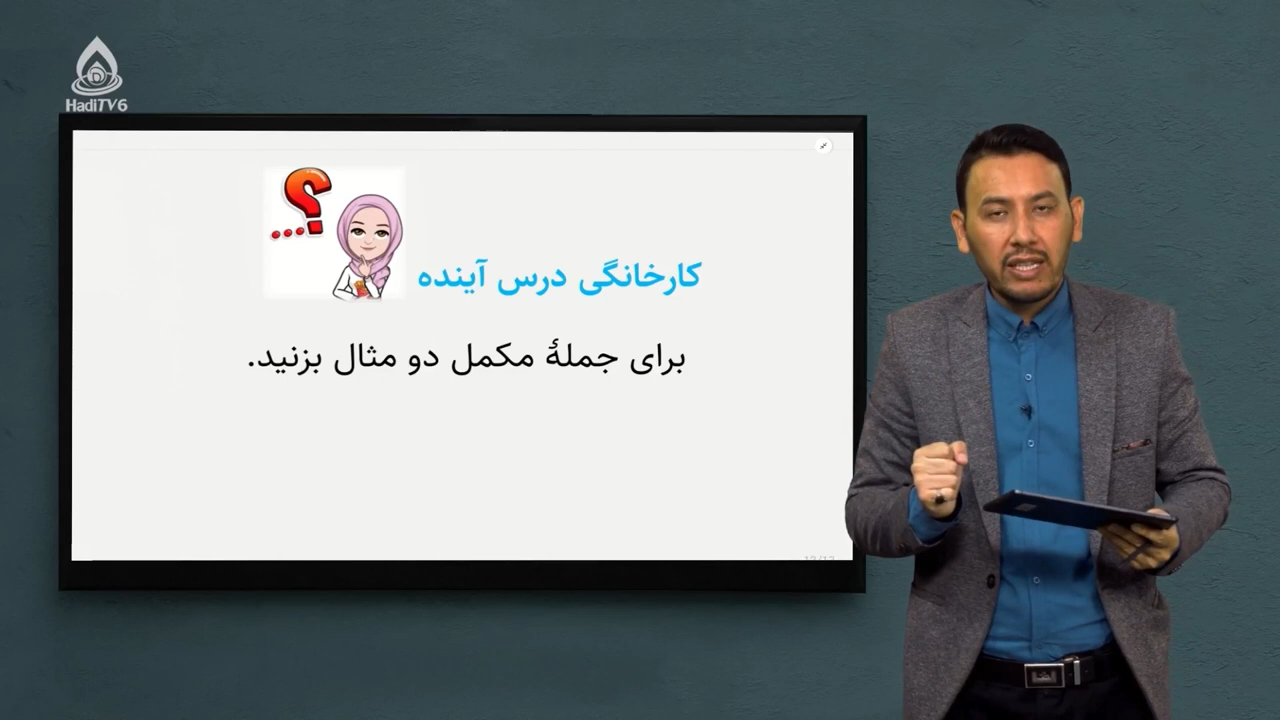 HadiTV6
کارخانگی درس آینده
برای جملهٔ مکمل دو مثال بزنید.